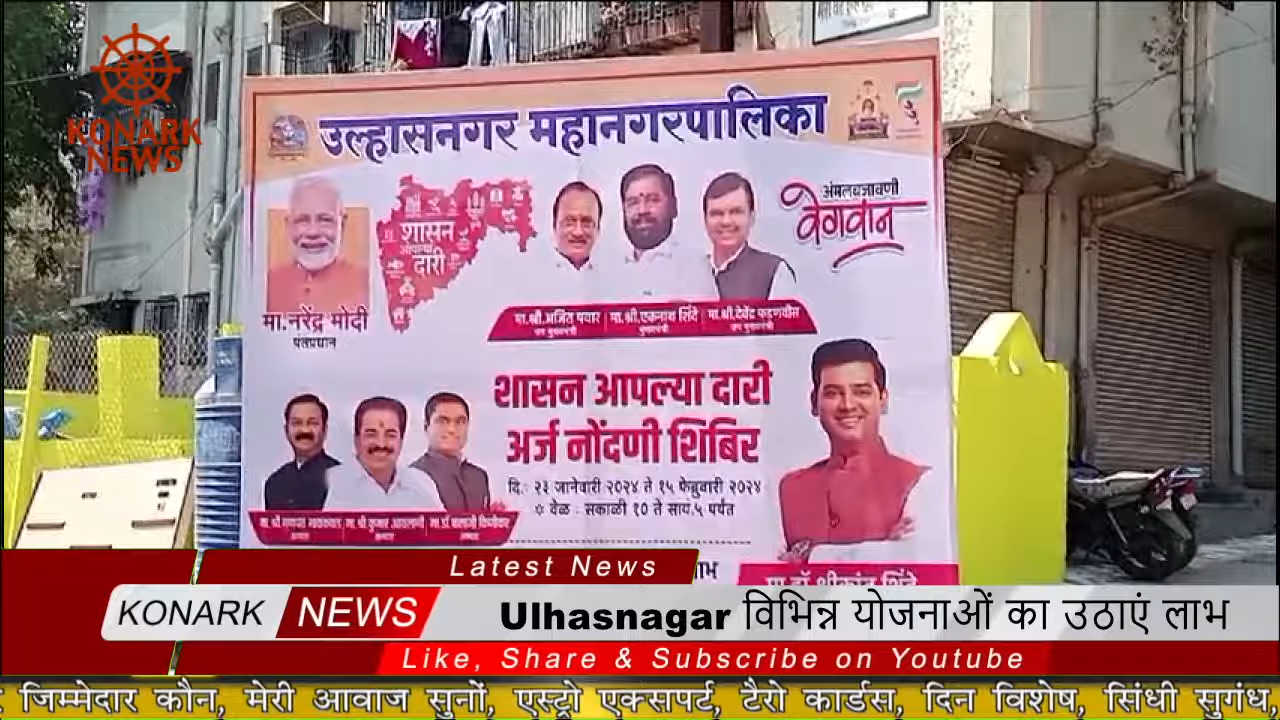 KONARK
NEWS
उल्हासनगर महानगरपालिका
शासन
आपल्या
दारी
अंमलबजावणी
वेगवान
मा.नरेंद्र मोदी
पंतप्रधान
मा.श्री.अजित पवार
उप मुख्यमंत्री
मा.श्री.एकनाथ शिंदे
मुख्यमंत्री
मा.श्री.देवेंद्र फडणवीस
उप मुख्यमंत्री
शासन आपल्या दारी
अर्ज नोंदणी शिबिर
दि.: २३ जानेवारी २०२४ ते १५ फेब्रुवारी २०२४
वेळ : सकाळी १० ते साय.५ पर्यंत
मा.डॉ.श्रीकांत शिंदे
Latest News
KONARK NEWS
Ulhasnagar विभिन्न योजनाओं का उठाएं लाभ
Like, Share & Subscribe on Youtube
जिम्मेदार कौन, मेरी आवाज सुनों, एस्ट्रो एक्सपर्ट, टैरो कार्डस, दिन विशेष, सिंधी सुगंध,